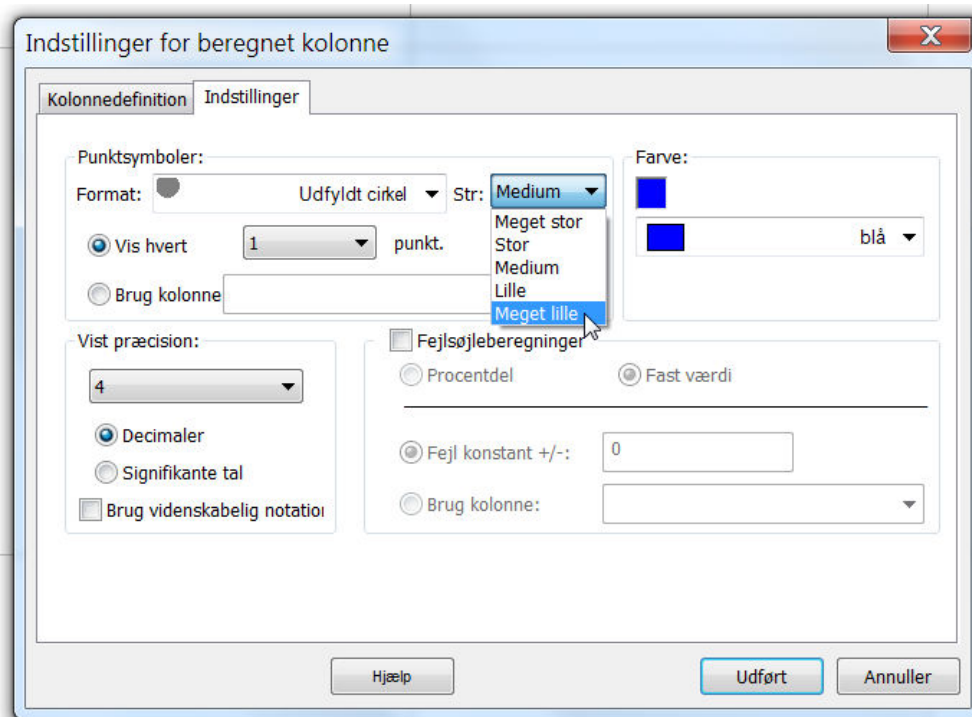 Indstillinger for beregnet kolonne
Kolonnedefinition Indstillinger
Punktsymboler:
Format: Udfyldt cirkel Str: Medium
Meget stor
Stor
Medium
Lille
Meget lille
Vis hvert 1 punkt.
Brug kolonne
Farve:
blå
Vist præcision:
4
Decimaler
Signifikante tal
Brug videnskabelig notation
Fejlsøjleberegninger
Procentdel Fast værdi
Fejl konstant +/-: 0
Brug kolonne:
Hjælp Udført Annuller